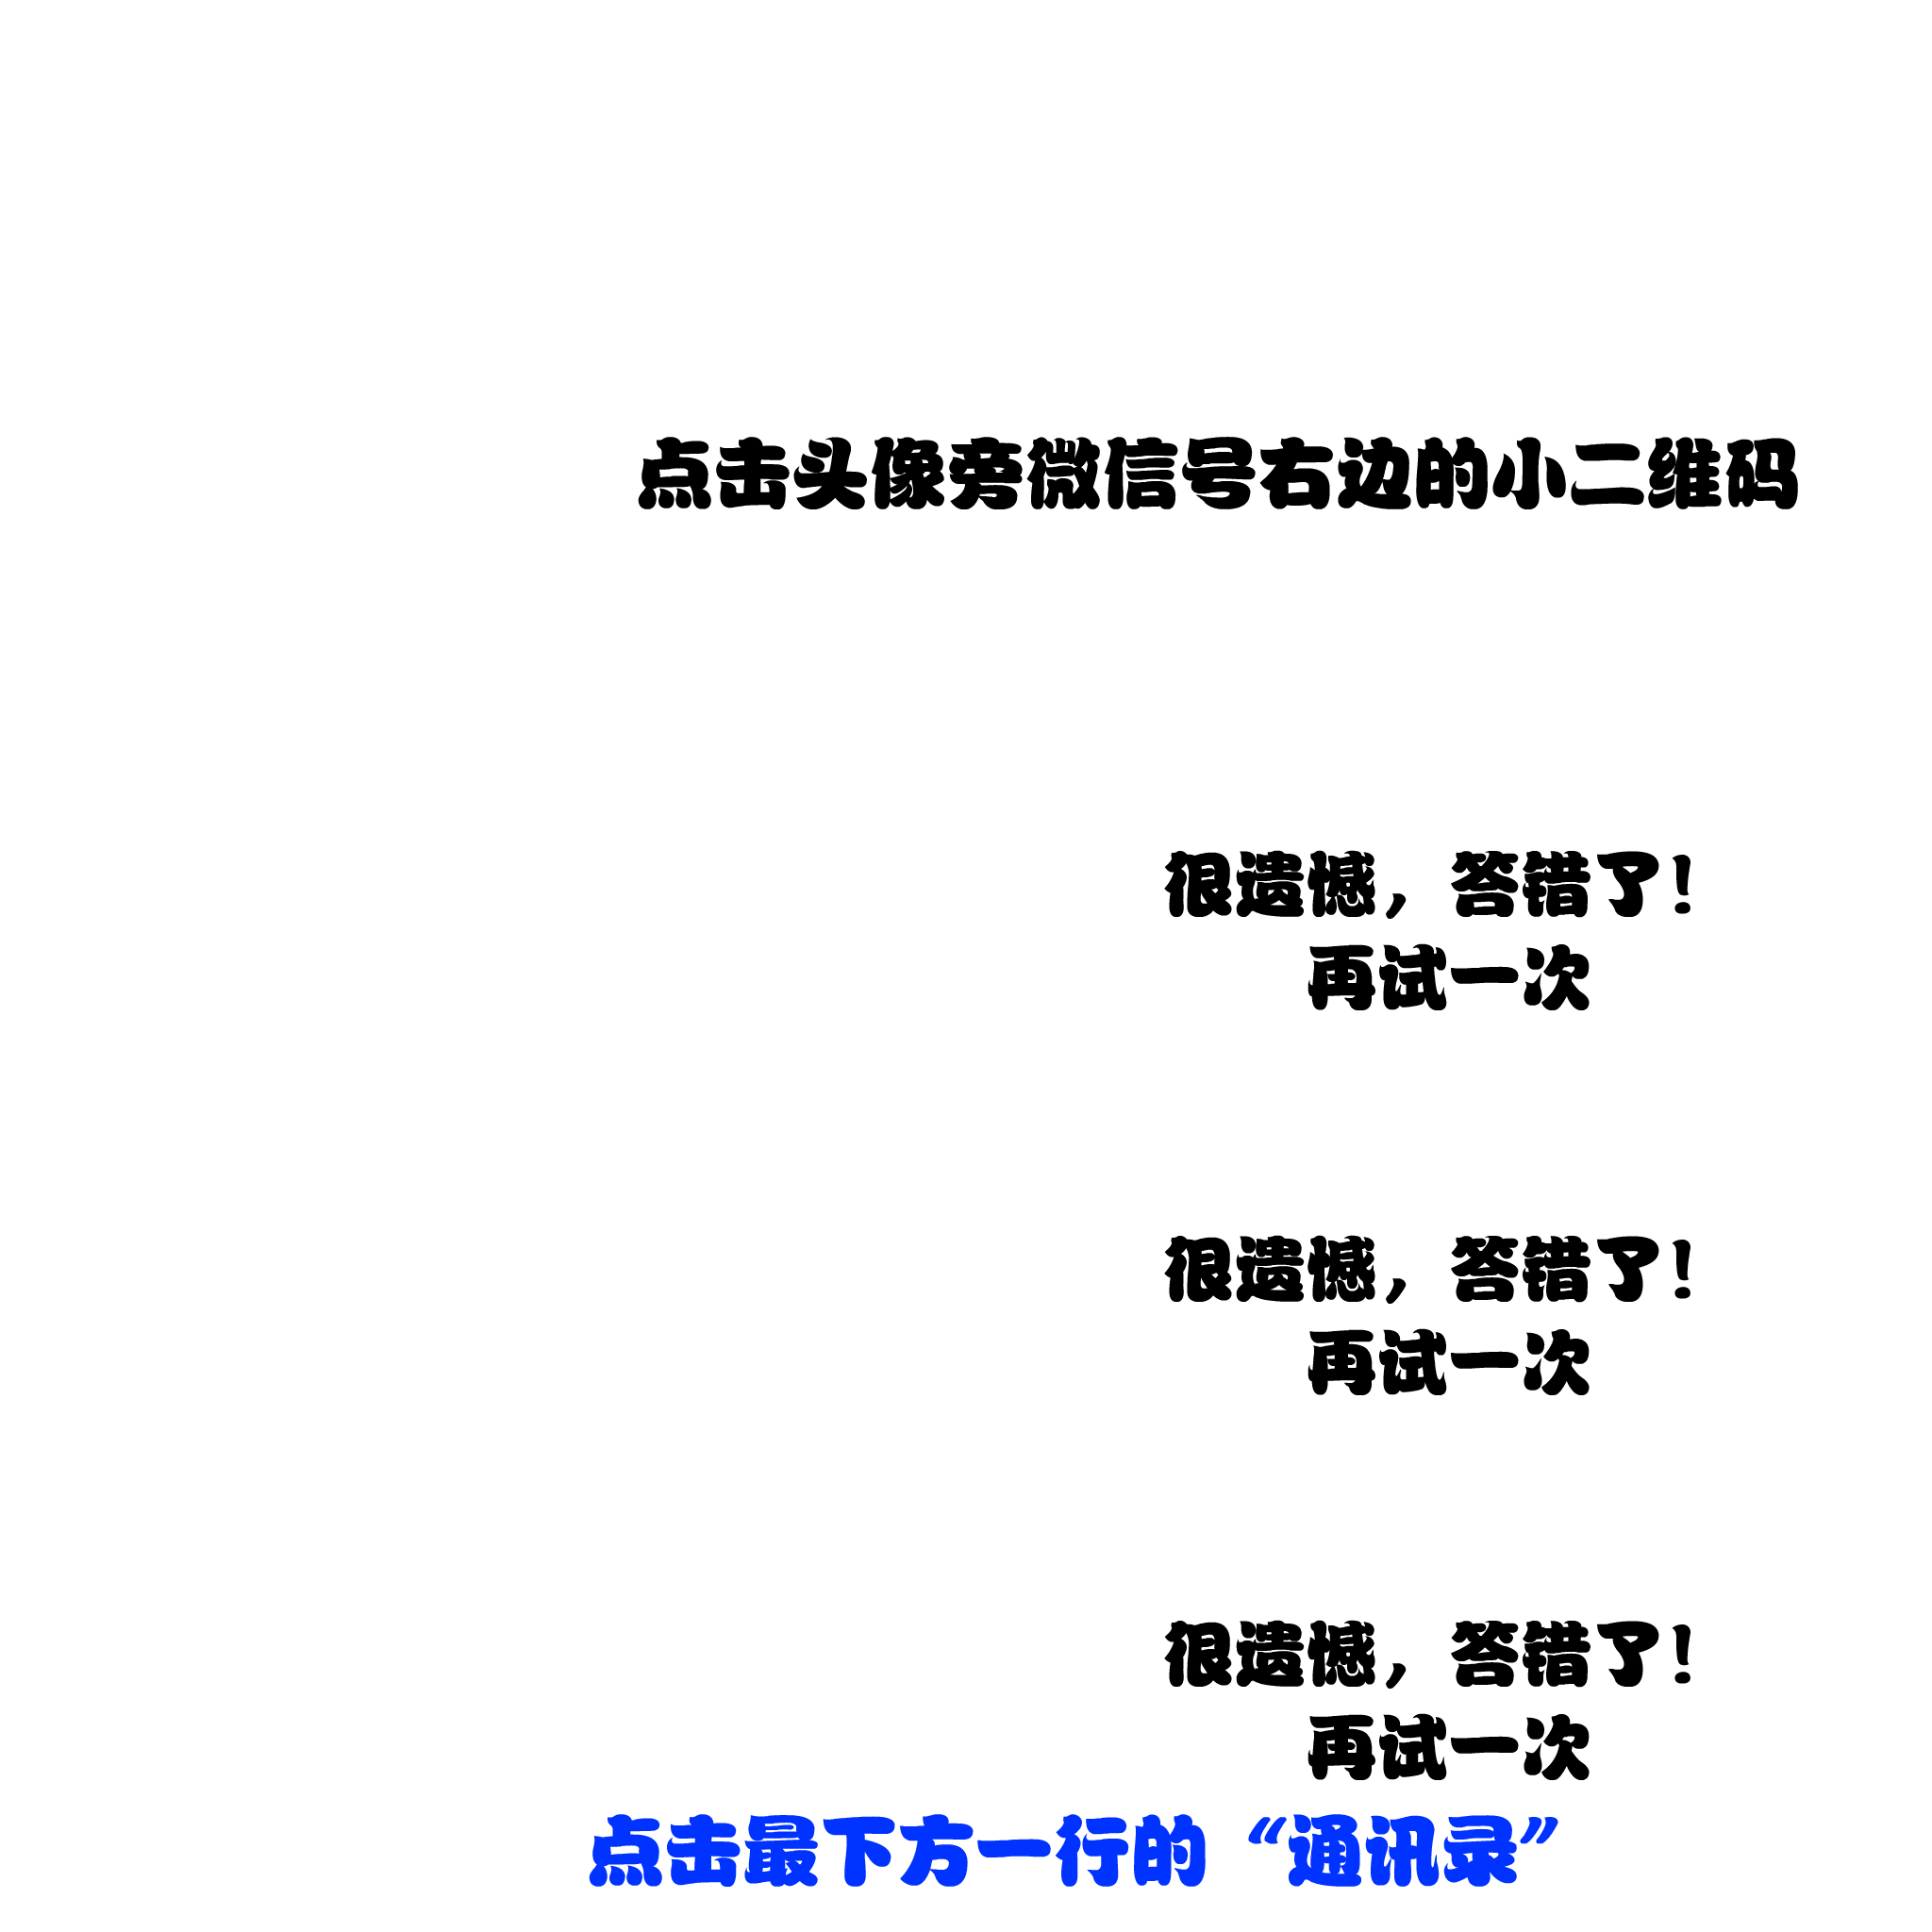 点击头像旁微信号右边的小二维码
很遗憾，答错了！
再试一次
很遗憾，答错了！
再试一次
很遗憾，答错了！
再试一次
点击最下方一行的“通讯录”